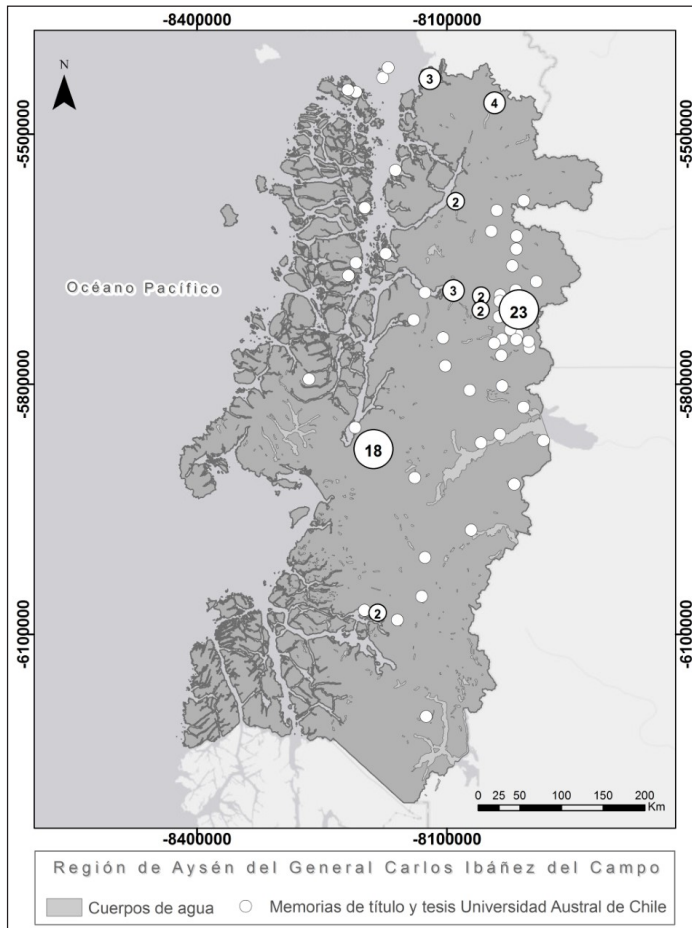 -8400000 -8100000
N
3
4
-5500000 -5500000
2
Océano Pacífico
3
2
2
23
-5800000 -5800000
18
2
-6100000 -6100000
0 25 50 100 150 200
Km
-8400000 -8100000
Región de Aysén del General Carlos Ibáñez del Campo
Cuerpos de agua Memorias de título y tesis Universidad Austral de Chile